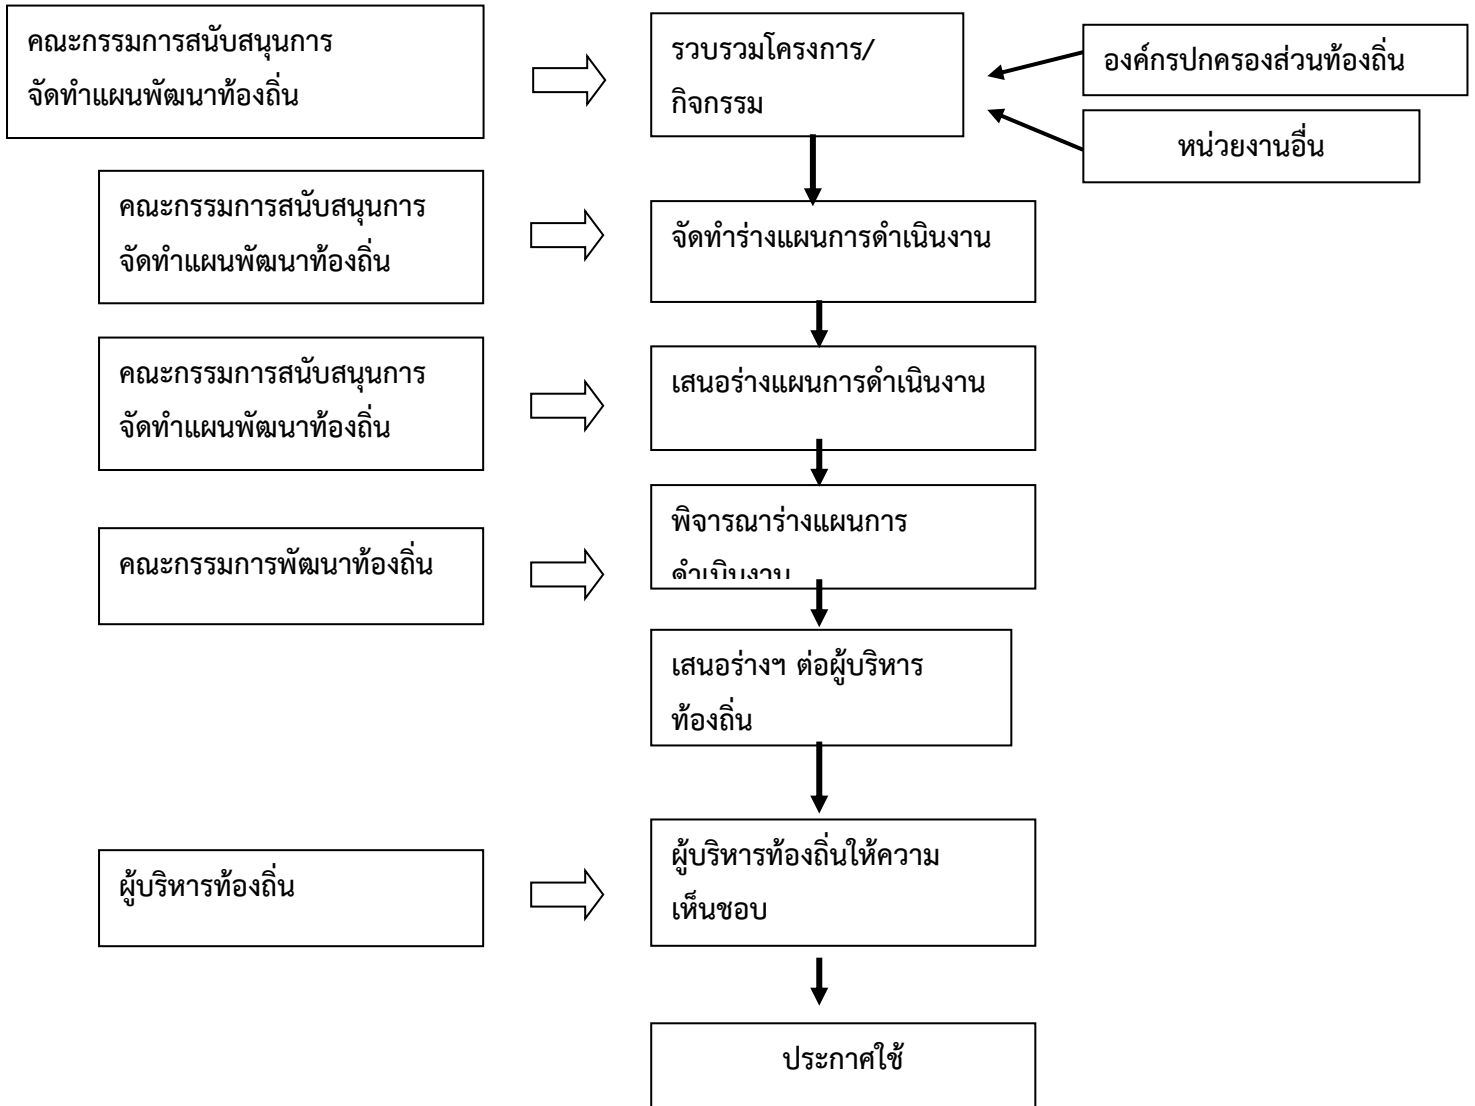 คณะกรรมการสนับสนุนการ
จัดทำแผนพัฒนาท้องถิ่น
รวบรวมโครงการ/
กิจกรรม
องค์กรปกครองส่วนท้องถิ่น
หน่วยงานอื่น
คณะกรรมการสนับสนุนการ
จัดทำแผนพัฒนาท้องถิ่น
จัดทำร่างแผนการดำเนินงาน
คณะกรรมการสนับสนุนการ
จัดทำแผนพัฒนาท้องถิ่น
เสนอร่างแผนการดำเนินงาน
คณะกรรมการพัฒนาท้องถิ่น
พิจารณาร่างแผนการ
ดำเนินงาน
เสนอร่างฯ ต่อผู้บริหาร
ท้องถิ่น
ผู้บริหารท้องถิ่น
ผู้บริหารท้องถิ่นให้ความ
เห็นชอบ
ประกาศใช้